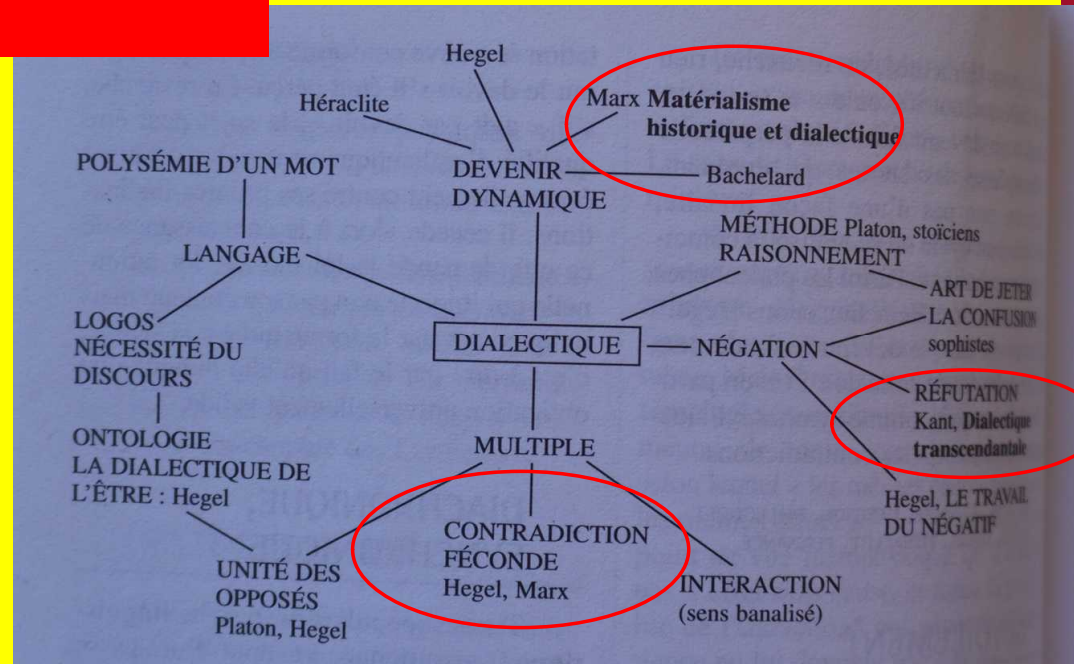 Hegel
Marx Matérialisme
historique et dialectique
Héraclite
POLYSÉMIE D'UN MOT
DEVENIR
DYNAMIQUE
Bachelard
MÉTHODE Platon, stoïciens
RAISONNEMENT
LANGAGE
ART DE JETER
LA CONFUSION
sophistes
LOGOS
NÉCESSITÉ DU
DISCOURS
DIALECTIQUE
NÉGATION
RÉFUTATION
Kant, Dialectique
transcendantale
ONTOLOGIE
LA DIALECTIQUE DE
L'ÊTRE : Hegel
MULTIPLE
Hegel, LE TRAVAIL
DU NÉGATIF
CONTRADICTION
FÉCONDE
Hegel, Marx
UNITÉ DES
OPPOSÉS
Platon, Hegel
INTERACTION
(sens banalisé)